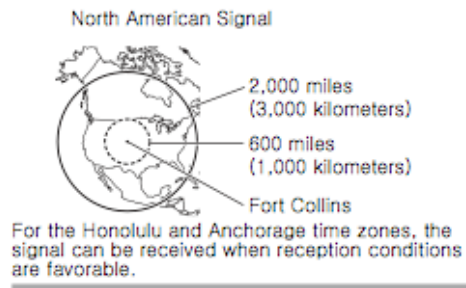 North American Signal
2,000 miles
(3,000 kilometers)
600 miles
(1,000 kilometers)
Fort Collins
For the Honolulu and Anchorage time zones, the
signal can be received when reception conditions
are favorable.